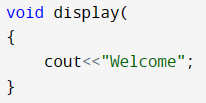 void display(
{
    cout<<"Welcome";
}